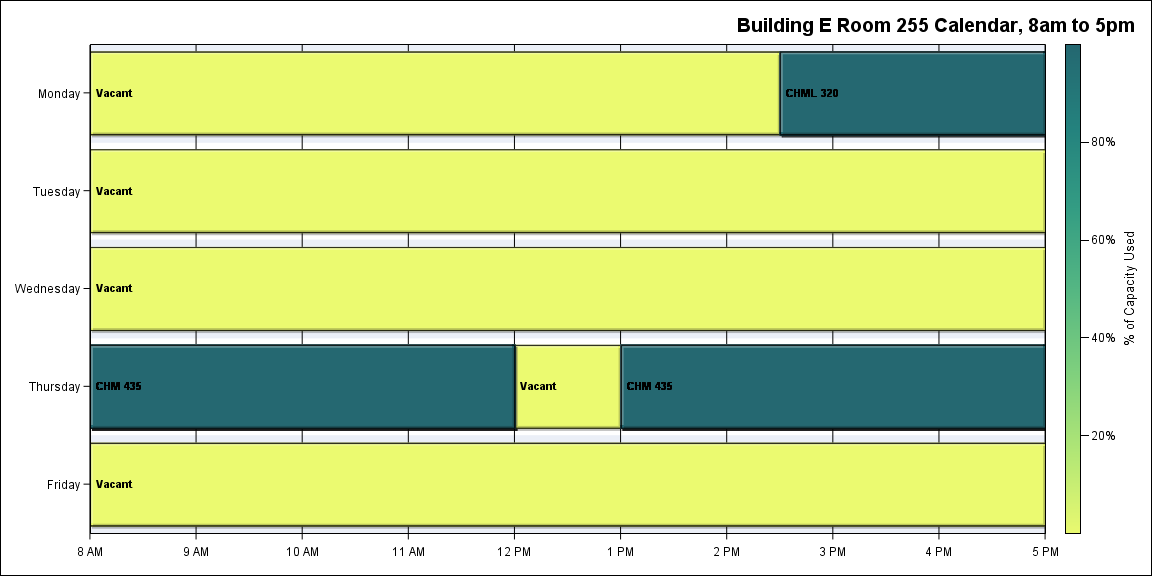 Building E Room 255 Calendar, 8am to 5pm
Monday
Vacant
CHML 320
Tuesday
Vacant
Wednesday
Vacant
Thursday
CHM 435
Vacant
CHM 435
Friday
Vacant
8 AM 9 AM 10 AM 11 AM 12 PM 1 PM 2 PM 3 PM 4 PM 5 PM
80%
60%
40%
20%
% of Capacity Used